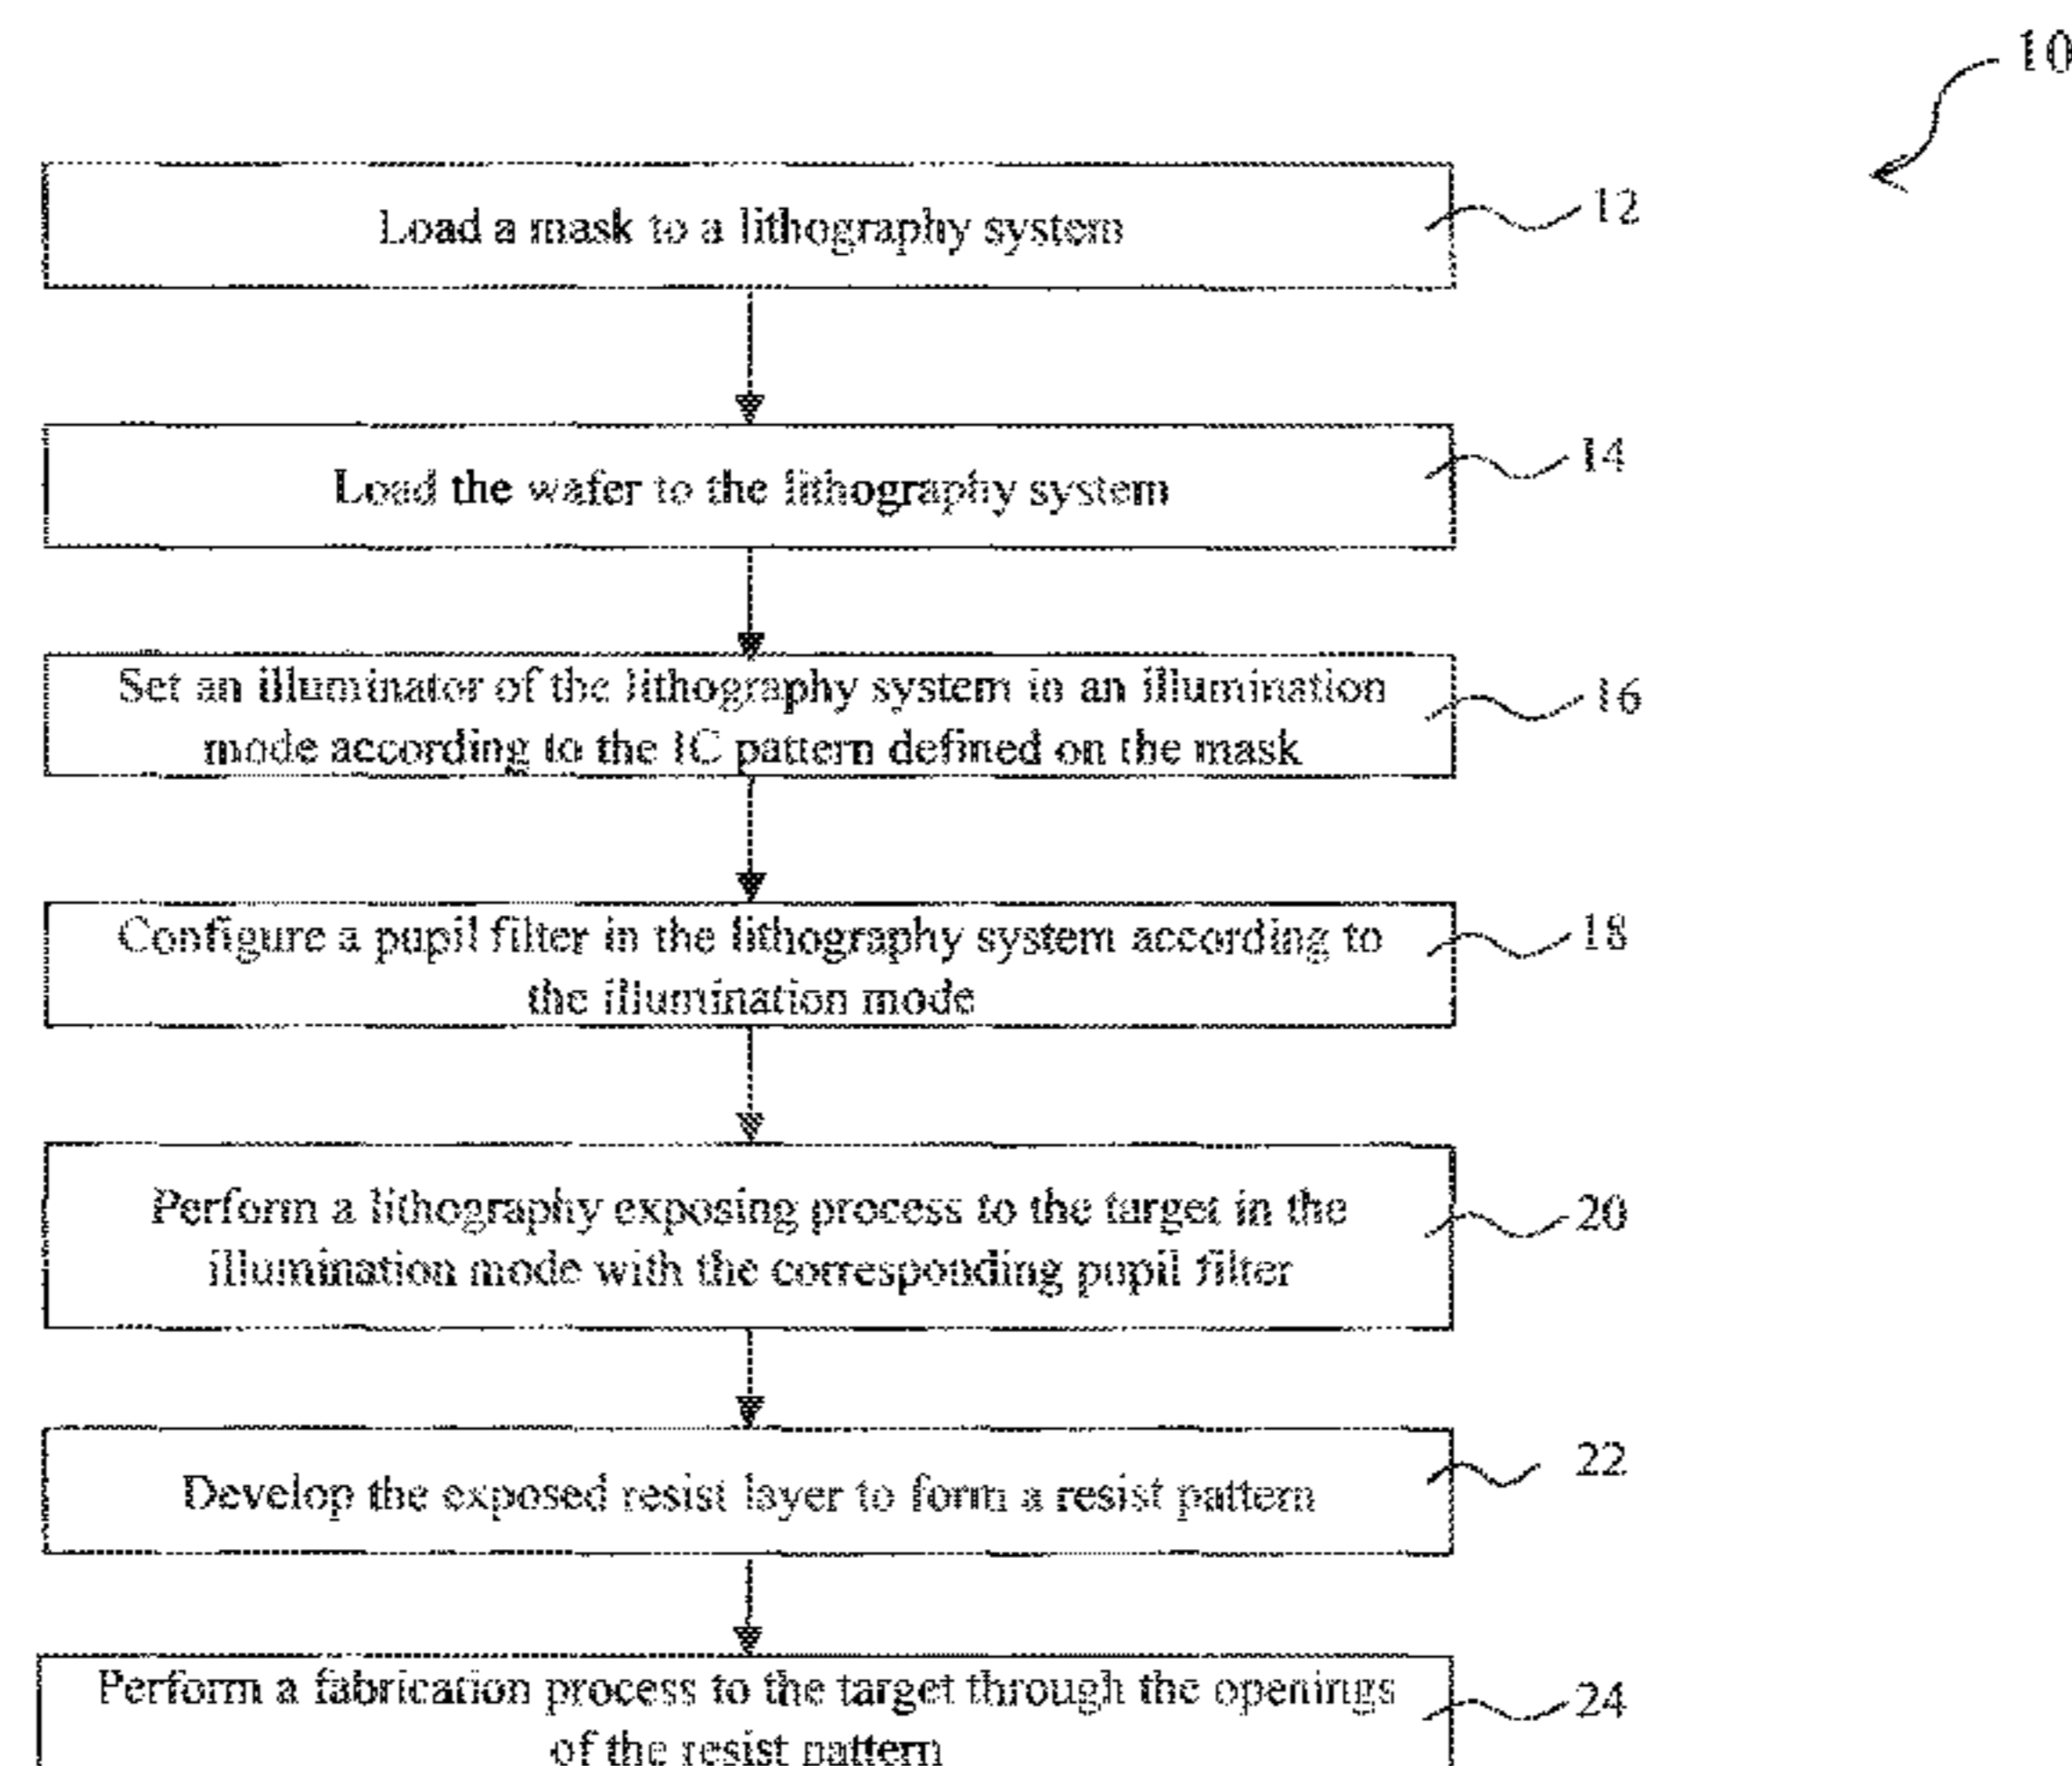 10
Load a mask to a lithography system
12
Load the wafer to the lithography system
14
Set an illuminator of the lithography system in an illumination
mode according to the IC pattern defined on the mask
16
Configure a pupil filter in the lithography system according to
the illumination mode
18
Perform a lithography exposing process to the target in the
illumination mode with the corresponding pupil filter
20
Develop the exposed resist layer to form a resist pattern
22
Perform a fabrication process to the target through the openings
of the resist pattern
24